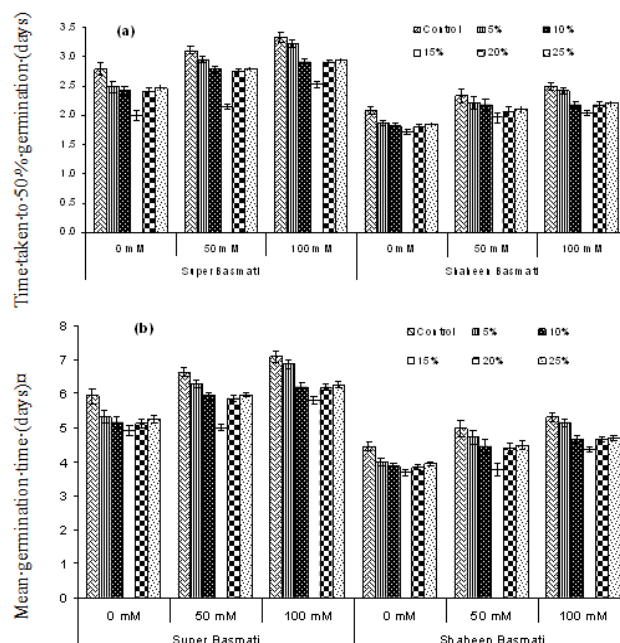 (a)
Control 5% 10%
15% 20% 25%
Time·taken·to·50%·germination·(days)
3.5
3.0
2.5
2.0
1.5
1.0
0.5
0.0
0 mM 50 mM 100 mM 0 mM 50 mM 100 mM
Super Basmati Shaheen Basmati
(b)
Control 5% 10%
15% 20% 25%
Mean·germination·time·(days)¤
8
7
6
5
4
3
2
1
0
0 mM 50 mM 100 mM 0 mM 50 mM 100 mM
Super Basmati Shaheen Basmati